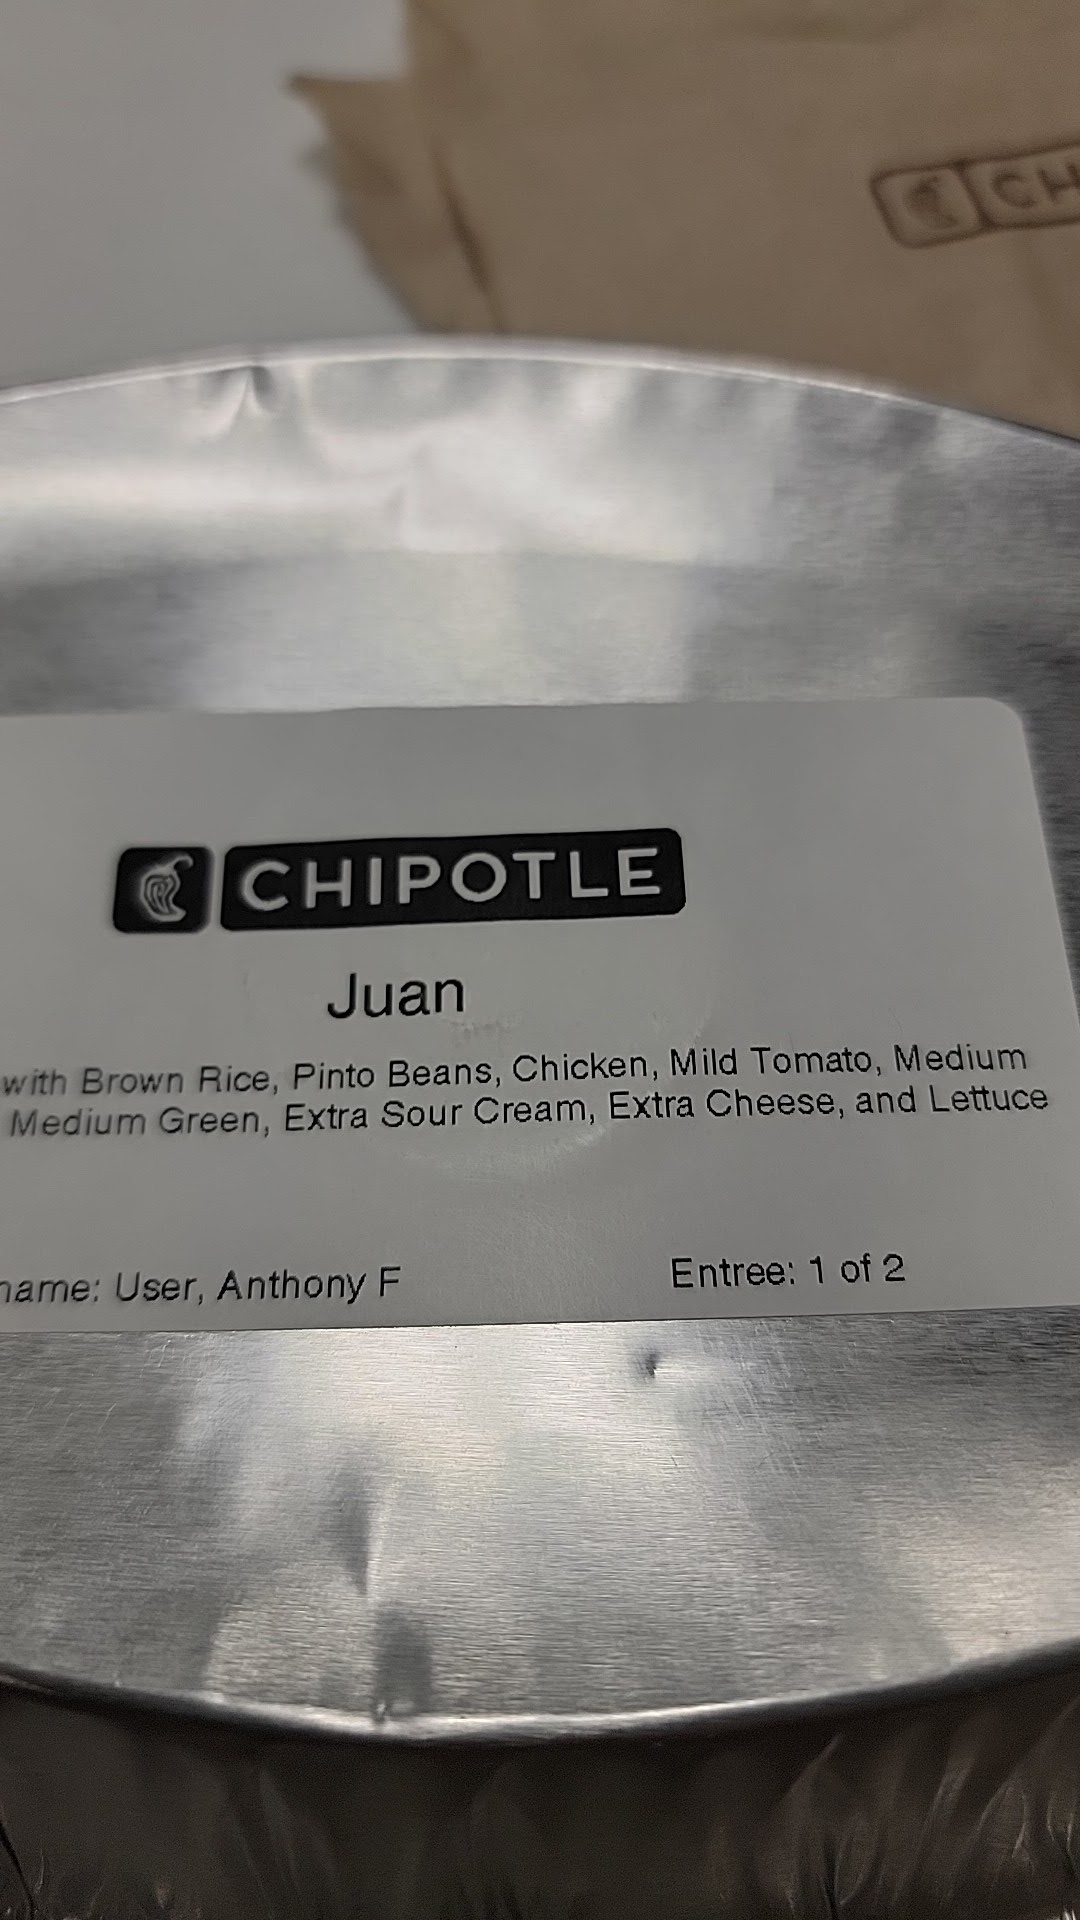 CH
CHIPOTLE
Juan
with Brown Rice, Pinto Beans, Chicken, Mild Tomato, Medium
Medium Green, Extra Sour Cream, Extra Cheese, and Lettuce
name: User, Anthony F
Entree: 1 of 2